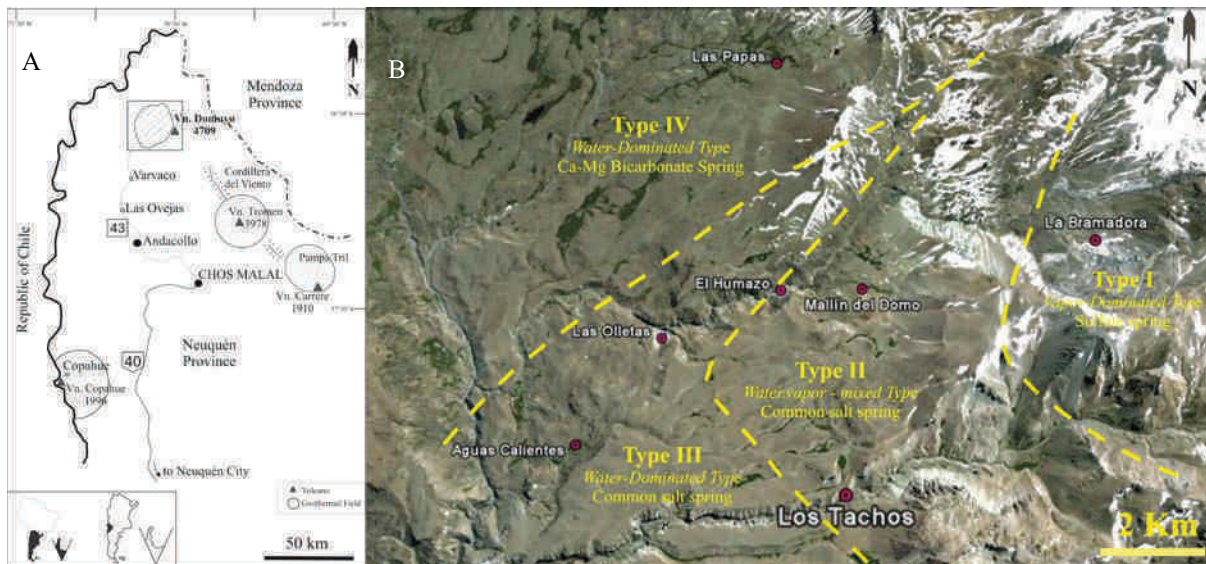 A
N
Mendoza
Province
Vn. Domuyo
4709
Varvaco
Cordillera
del Viento
Las Ovejas
Vn. Tromen
1978
43
Andacollo
Pampa Tril
CHOS MALAL
Vn. Carrere
1910
Republic of Chile.
Neuquén
Province
40
Copahue
Vn. Copahue
1996
to Neuquén City
Volcano
Geothermal Field
50 km
B
N
N
Las Papas
Type IV
Water-Dominated Type
Ca-Mg Bicarbonate Spring
La Bramadora
Type I
Vapor-Dominated Type
Sulfate spring
El Humazo
Mallín del Domo
Las Olletas
Type II
Water.vapor - mixed Type
Common salt spring
Aguas Calientes
Type III
Water-Dominated Type
Common salt spring
Los Tachos
2 Km